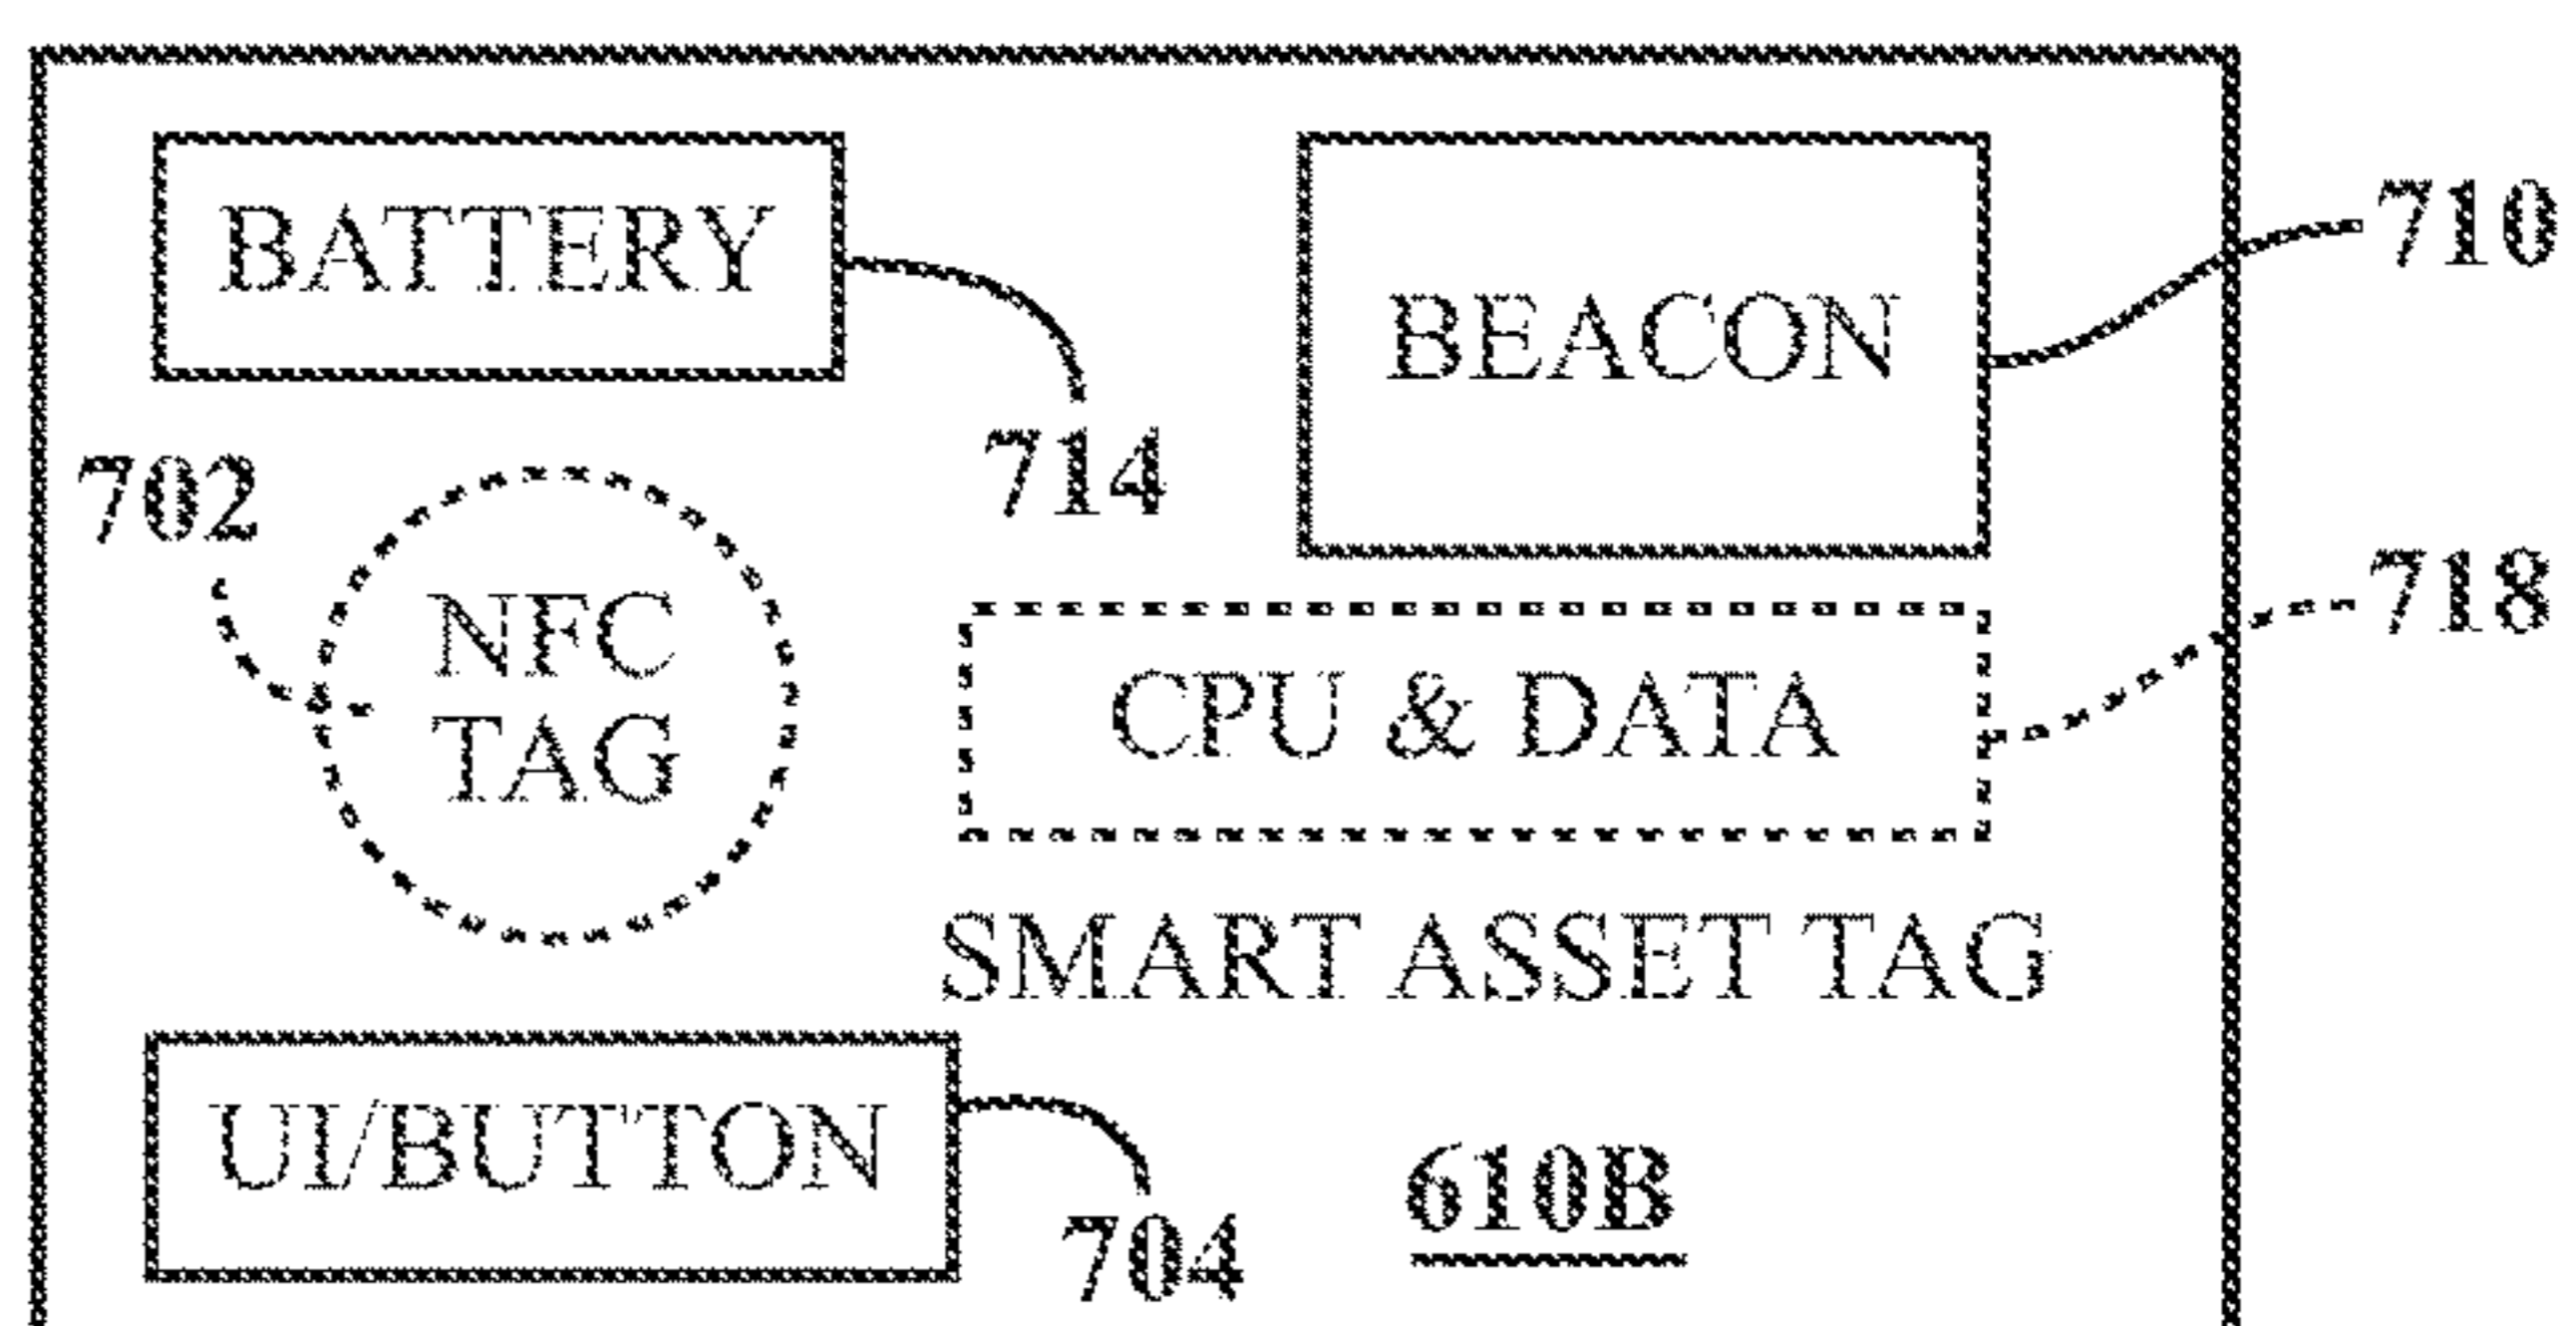 BATTERY
BEACON
710
714
702
NFC
TAG
718
CPU & DATA
SMART ASSET TAG
UI/BUTTON
704
610B